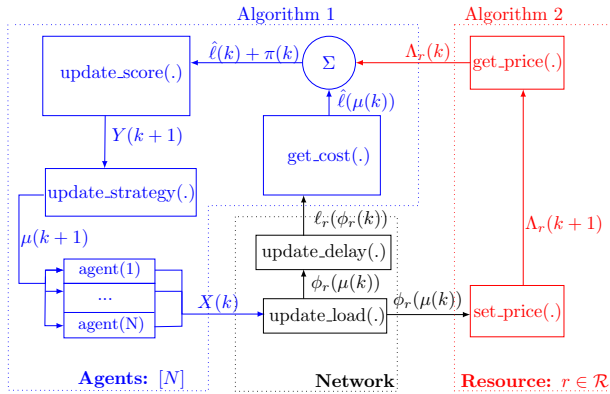 Algorithm 1
Algorithm 2
update_score(.)
ℓ̂(k) + π(k)
Σ
Λ_r(k)
get_price(.)
ℓ̂(μ(k))
Y(k+1)
get_cost(.)
update_strategy(.)
μ(k+1)
ℓ_r(ϕ_r(k))
Λ_r(k+1)
update_delay(.)
agent(1)
...
agent(N)
X(k)
ϕ_r(μ(k))
ϕ_r(μ(k))
update_load(.)
set_price(.)
Agents: [N]
Network
Resource: r ∈ ℛ